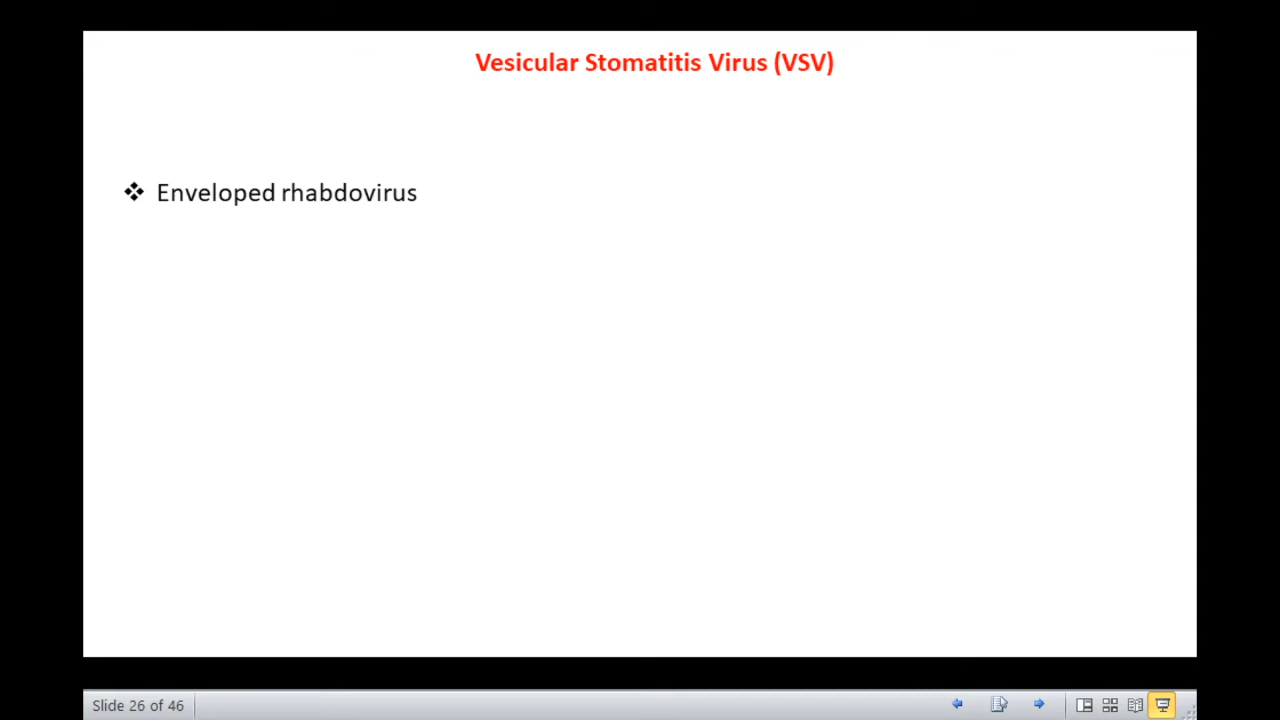 Vesicular Stomatitis Virus (VSV)
❖ Enveloped rhabdovirus
Slide 26 of 46